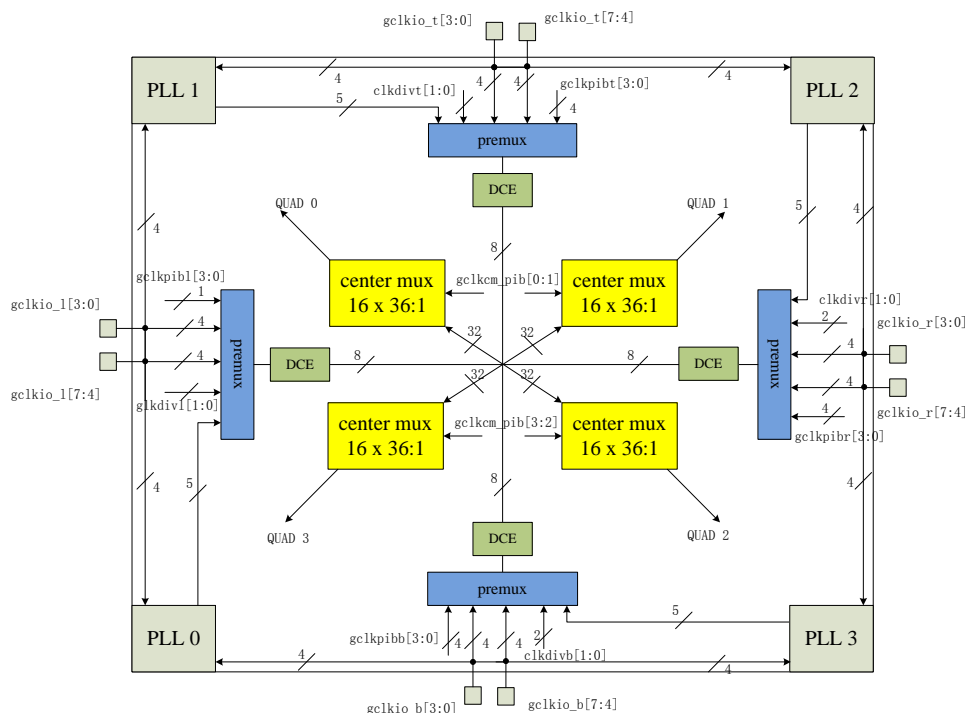 gclkio_t[3:0]
gclkio_t[7:4]
PLL 1
4
4
4
4
PLL 2
clkdivt[1:0]
gclkpibt[3:0]
5
4
premux
DCE
QUAD 0
QUAD 1
5
4
4
8
gclkpibl[3:0]
1
center mux
16 x 36:1
gclkcm_pib[0:1]
center mux
16 x 36:1
clkdivr[1:0]
gclkio_l[3:0]
4
2
gclkio_r[3:0]
premux
32
32
premux
4
4
DCE
8
8
DCE
4
gclkio_l[7:4]
glkdivl[1:0]
32
32
4
gclkio_r[7:4]
4
gclkpibr[3:0]
center mux
16 x 36:1
gclkcm_pib[3:2]
center mux
16 x 36:1
4
5
8
4
QUAD 3
DCE
QUAD 2
premux
PLL 0
gclkpibb[3:0]
4
4
4
2
5
PLL 3
4
clkdivb[1:0]
4
gclkio_b[3:0]
gclkio_b[7:4]